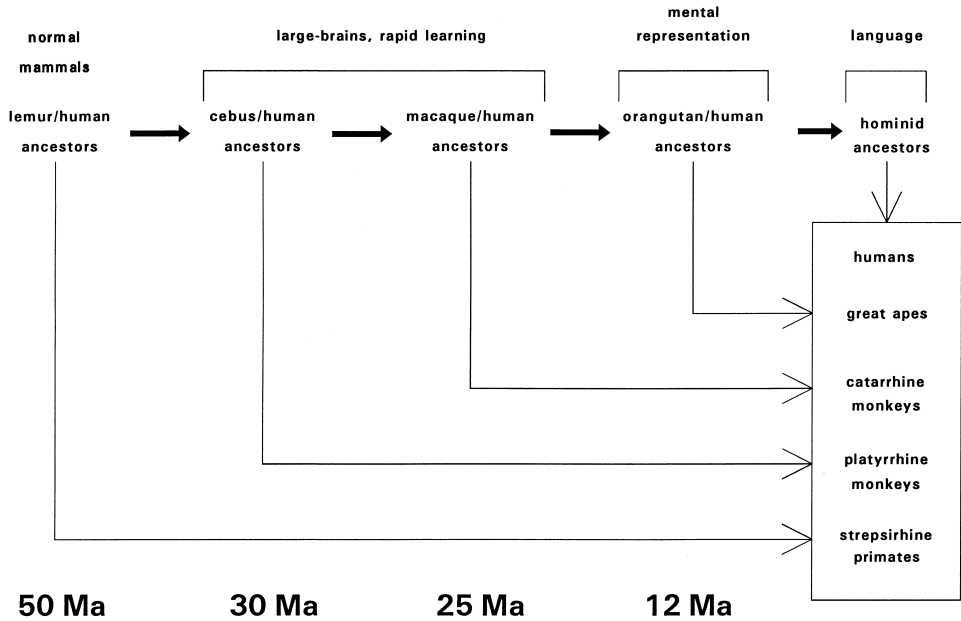 normal
mammals
large-brains, rapid learning
mental
representation
language
lemur/human
ancestors
cebus/human
ancestors
macaque/human
ancestors
orangutan/human
ancestors
hominid
ancestors
humans
great apes
catarrhine
monkeys
platyrrhine
monkeys
strepsirhine
primates
50 Ma
30 Ma
25 Ma
12 Ma